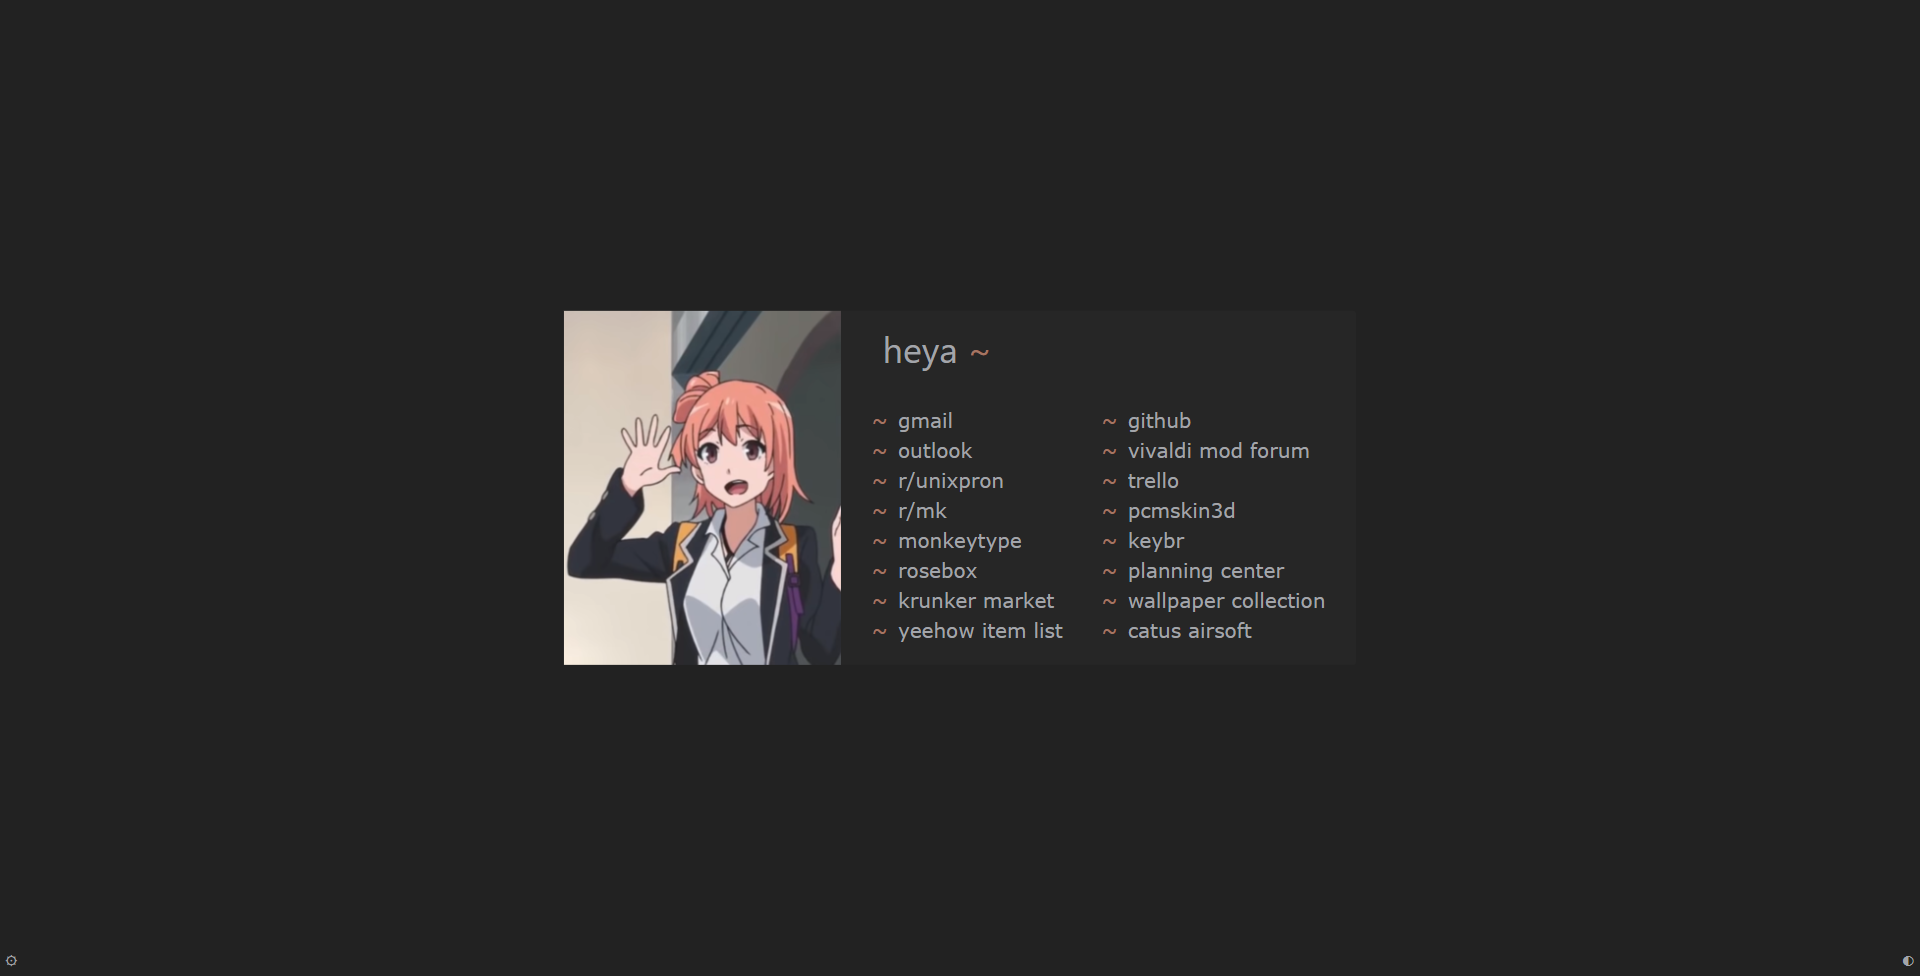 heya ~
~ gmail
~ outlook
~ r/unixpron
~ r/mk
~ monkeytype
~ rosebox
~ krunker market
~ yeehow item list
~ github
~ vivaldi mod forum
~ trello
~ pcmskin3d
~ keybr
~ planning center
~ wallpaper collection
~ catus airsoft